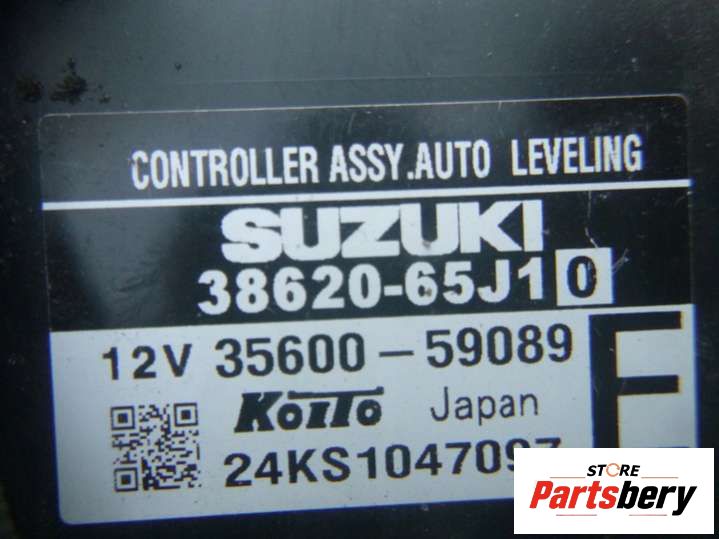 CONTROLLER ASSY.AUTO LEVELING
SUZUKI
38620-65J10
12V 35600-59089
KOITO Japan
E
STORE
Partsbery